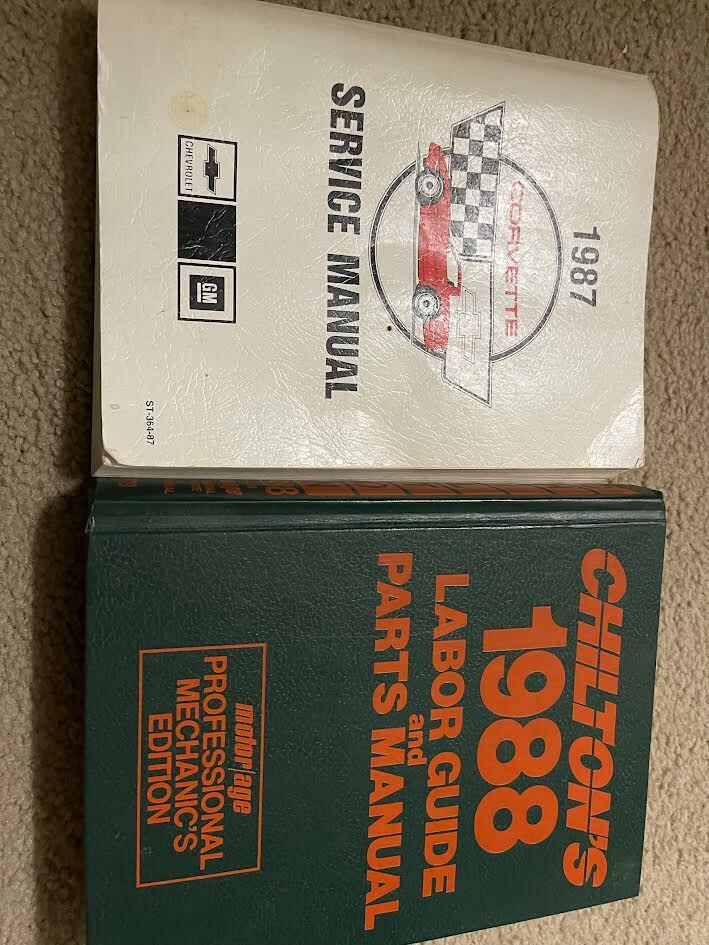 1987
CORVETTE
SERVICE MANUAL
CHEVROLET
GM
ST-364-87
CHILTON'S
1988
LABOR GUIDE
and
PARTS MANUAL
motor/age
PROFESSIONAL
MECHANIC'S
EDITION